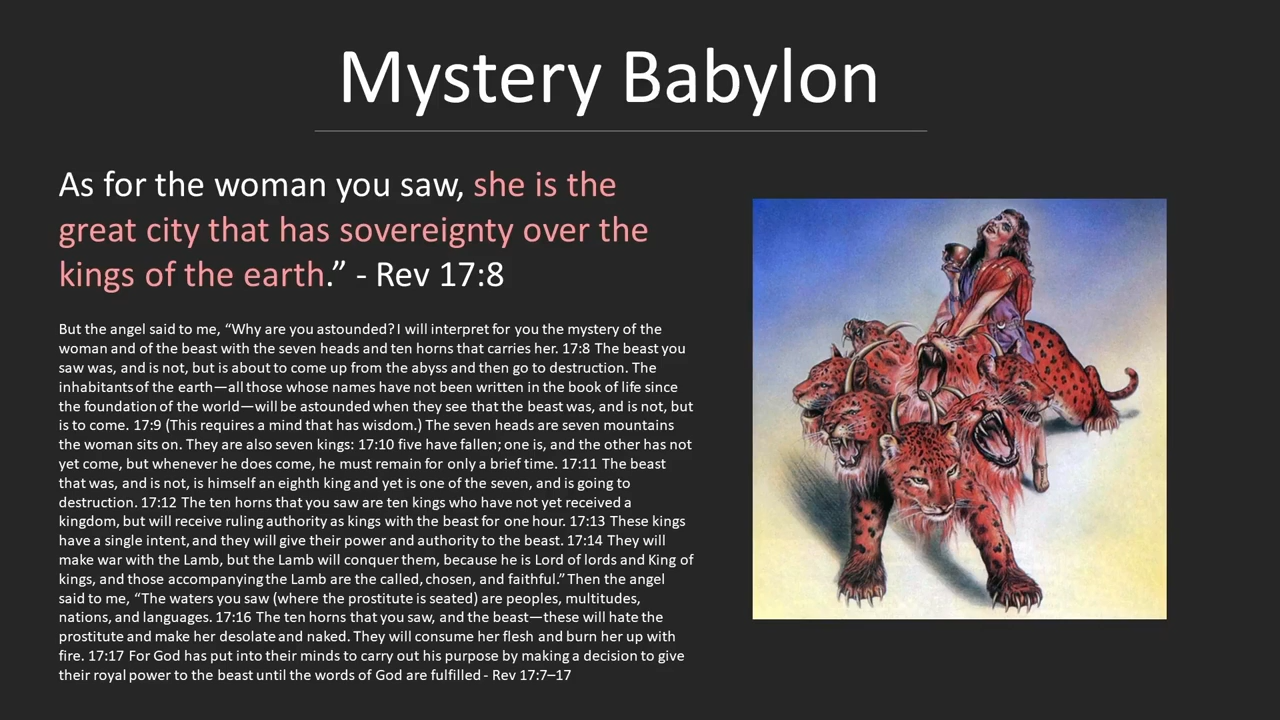 Mystery Babylon
As for the woman you saw, she is the
great city that has sovereignty over the
kings of the earth.” - Rev 17:8
But the angel said to me, “Why are you astounded? I will interpret for you the mystery of the
woman and of the beast with the seven heads and ten horns that carries her. 17:8 The beast you
saw was, and is not, but is about to come up from the abyss and then go to destruction. The
inhabitants of the earth—all those whose names have not been written in the book of life since
the foundation of the world—will be astounded when they see that the beast was, and is not, but
is to come. 17:9 (This requires a mind that has wisdom.) The seven heads are seven mountains
the woman sits on. They are also seven kings: 17:10 five have fallen; one is, and the other has not
yet come, but whenever he does come, he must remain for only a brief time. 17:11 The beast
that was, and is not, is himself an eighth king and yet is one of the seven, and is going to
destruction. 17:12 The ten horns that you saw are ten kings who have not yet received a
kingdom, but will receive ruling authority as kings with the beast for one hour. 17:13 These kings
have a single intent, and they will give their power and authority to the beast. 17:14 They will
make war with the Lamb, but the Lamb will conquer them, because he is Lord of lords and King of
kings, and those accompanying the Lamb are the called, chosen, and faithful.” Then the angel
said to me, “The waters you saw (where the prostitute is seated) are peoples, multitudes,
nations, and languages. 17:16 The ten horns that you saw, and the beast—these will hate the
prostitute and make her desolate and naked. They will consume her flesh and burn her up with
fire. 17:17 For God has put into their minds to carry out his purpose by making a decision to give
their royal power to the beast until the words of God are fulfilled - Rev 17:7–17